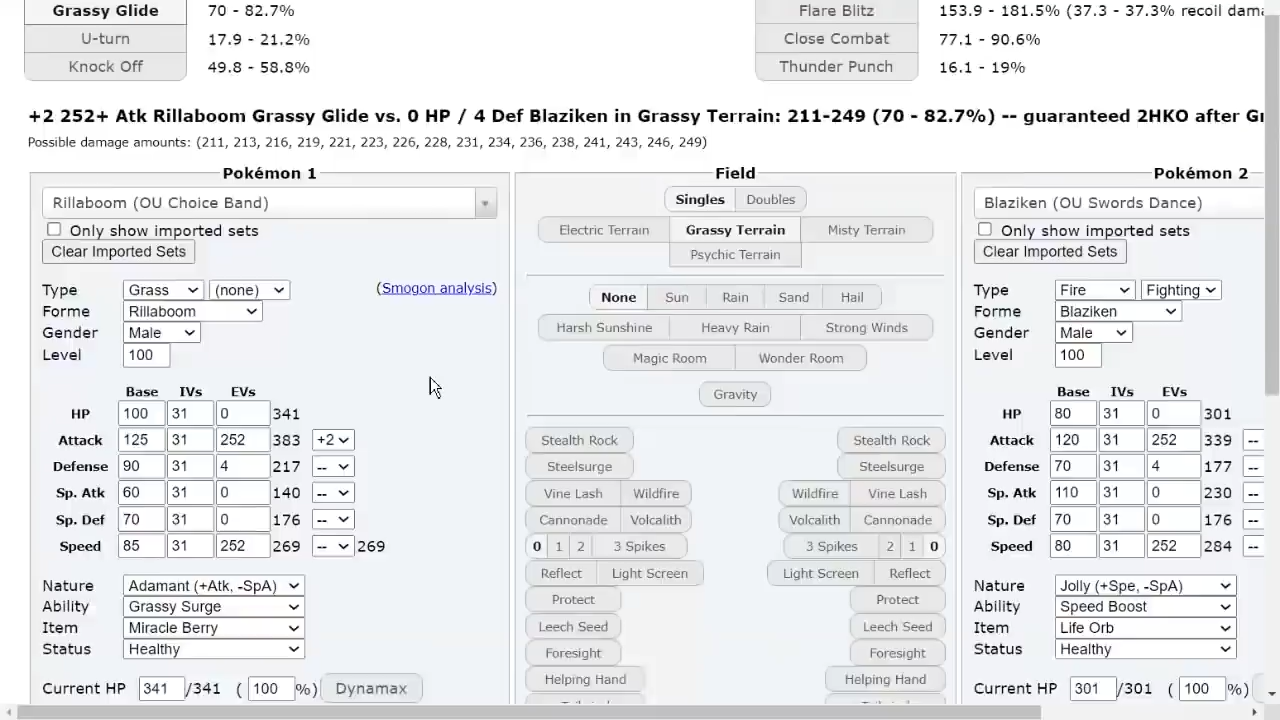 Grassy Glide 70 - 82.7% Flare Blitz 153.9 - 181.5% (37.3 - 37.3% recoil dama
U-turn 17.9 - 21.2% Close Combat 77.1 - 90.6%
Knock Off 49.8 - 58.8% Thunder Punch 16.1 - 19%
+2 252+ Atk Rillaboom Grassy Glide vs. 0 HP / 4 Def Blaziken in Grassy Terrain: 211-249 (70 - 82.7%) -- guaranteed 2HKO after Gr
Possible damage amounts: (211, 213, 216, 219, 221, 223, 226, 228, 231, 234, 236, 238, 241, 243, 246, 249)
Pokémon 1
Rillaboom (OU Choice Band)
Only show imported sets
Clear Imported Sets
Type Grass (none) (Smogon analysis)
Forme Rillaboom
Gender Male
Level 100
Base IVs EVs
HP 100 31 0 341
Attack 125 31 252 383 +2
Defense 90 31 4 217 --
Sp. Atk 60 31 0 140 --
Sp. Def 70 31 0 176 --
Speed 85 31 252 269 -- 269
Nature Adamant (+Atk, -SpA)
Ability Grassy Surge
Item Miracle Berry
Status Healthy
Current HP 341 /341 ( 100 %) Dynamax
Field
Singles Doubles
Electric Terrain Grassy Terrain Misty Terrain
Psychic Terrain
None Sun Rain Sand Hail
Harsh Sunshine Heavy Rain Strong Winds
Magic Room Wonder Room
Gravity
Stealth Rock Stealth Rock
Steelsurge Steelsurge
Vine Lash Wildfire Wildfire Vine Lash
Cannonade Volcalith Volcalith Cannonade
0 1 2 3 Spikes 3 Spikes 2 1 0
Reflect Light Screen Light Screen Reflect
Protect Protect
Leech Seed Leech Seed
Foresight Foresight
Helping Hand Helping Hand
Pokémon 2
Blaziken (OU Swords Dance)
Only show imported sets
Clear Imported Sets
Type Fire Fighting
Forme Blaziken
Gender Male
Level 100
Base IVs EVs
HP 80 31 0 301
Attack 120 31 252 339 --
Defense 70 31 4 177 --
Sp. Atk 110 31 0 230 --
Sp. Def 70 31 0 176 --
Speed 80 31 252 284 --
Nature Jolly (+Spe, -SpA)
Ability Speed Boost
Item Life Orb
Status Healthy
Current HP 301 /301 ( 100 %)